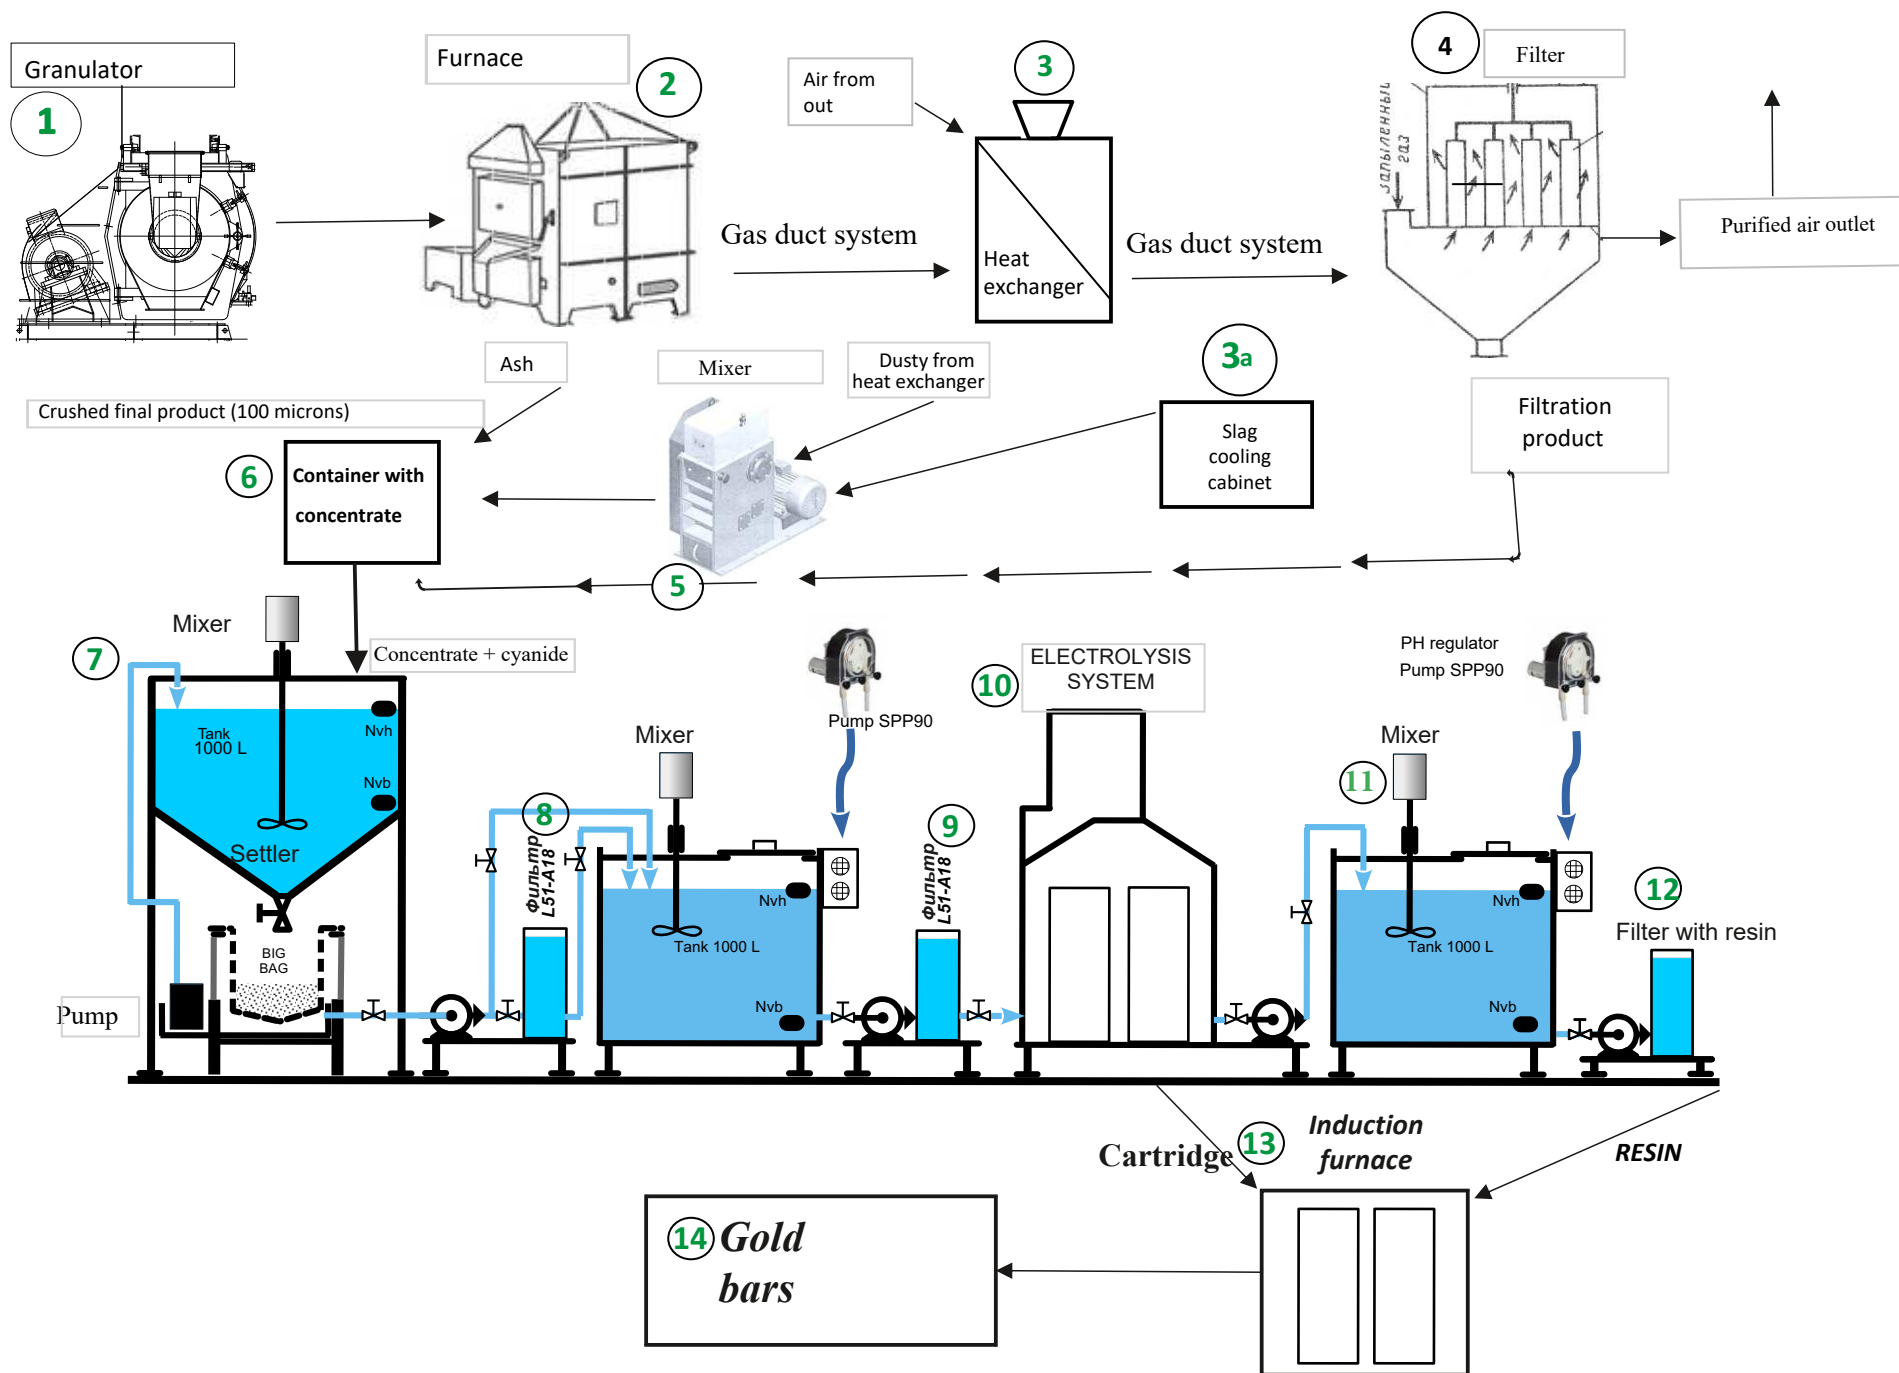 Granulator
1
Furnace
2
Air from
out
3
4
Filter
запыленный
газ
Purified air outlet
Gas duct system
Heat
exchanger
Gas duct system
Ash
Mixer
Dusty from
heat exchanger
3a
Slag
cooling
cabinet
Filtration
product
Crushed final product (100 microns)
6
Container with
concentrate
5
7
Mixer
Concentrate + cyanide
Tank
1000 L
Nvh
Nvb
Settler
BIG
BAG
Pump
8
Фильтр
L51-A18
Mixer
Pump SPP90
Nvh
Tank 1000 L
Nvb
9
Фильтр
L51-A18
10
ELECTROLYSIS
SYSTEM
PH regulator
Pump SPP90
Mixer
11
Nvh
Tank 1000 L
Nvb
12
Filter with resin
Cartridge
13
Induction
furnace
RESIN
14
Gold
bars